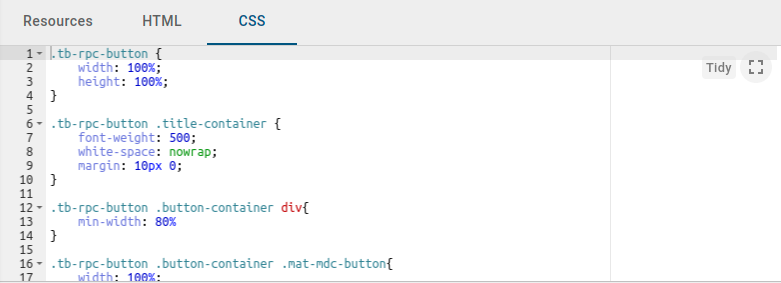 Resources HTML CSS
1 .tb-rpc-button {
2 width: 100%;
3 height: 100%;
4 }
5
6 .tb-rpc-button .title-container {
7 font-weight: 500;
8 white-space: nowrap;
9 margin: 10px 0;
10 }
11
12 .tb-rpc-button .button-container div{
13 min-width: 80%
14 }
15
16 .tb-rpc-button .button-container .mat-mdc-button{
17 width: 100%;
Tidy